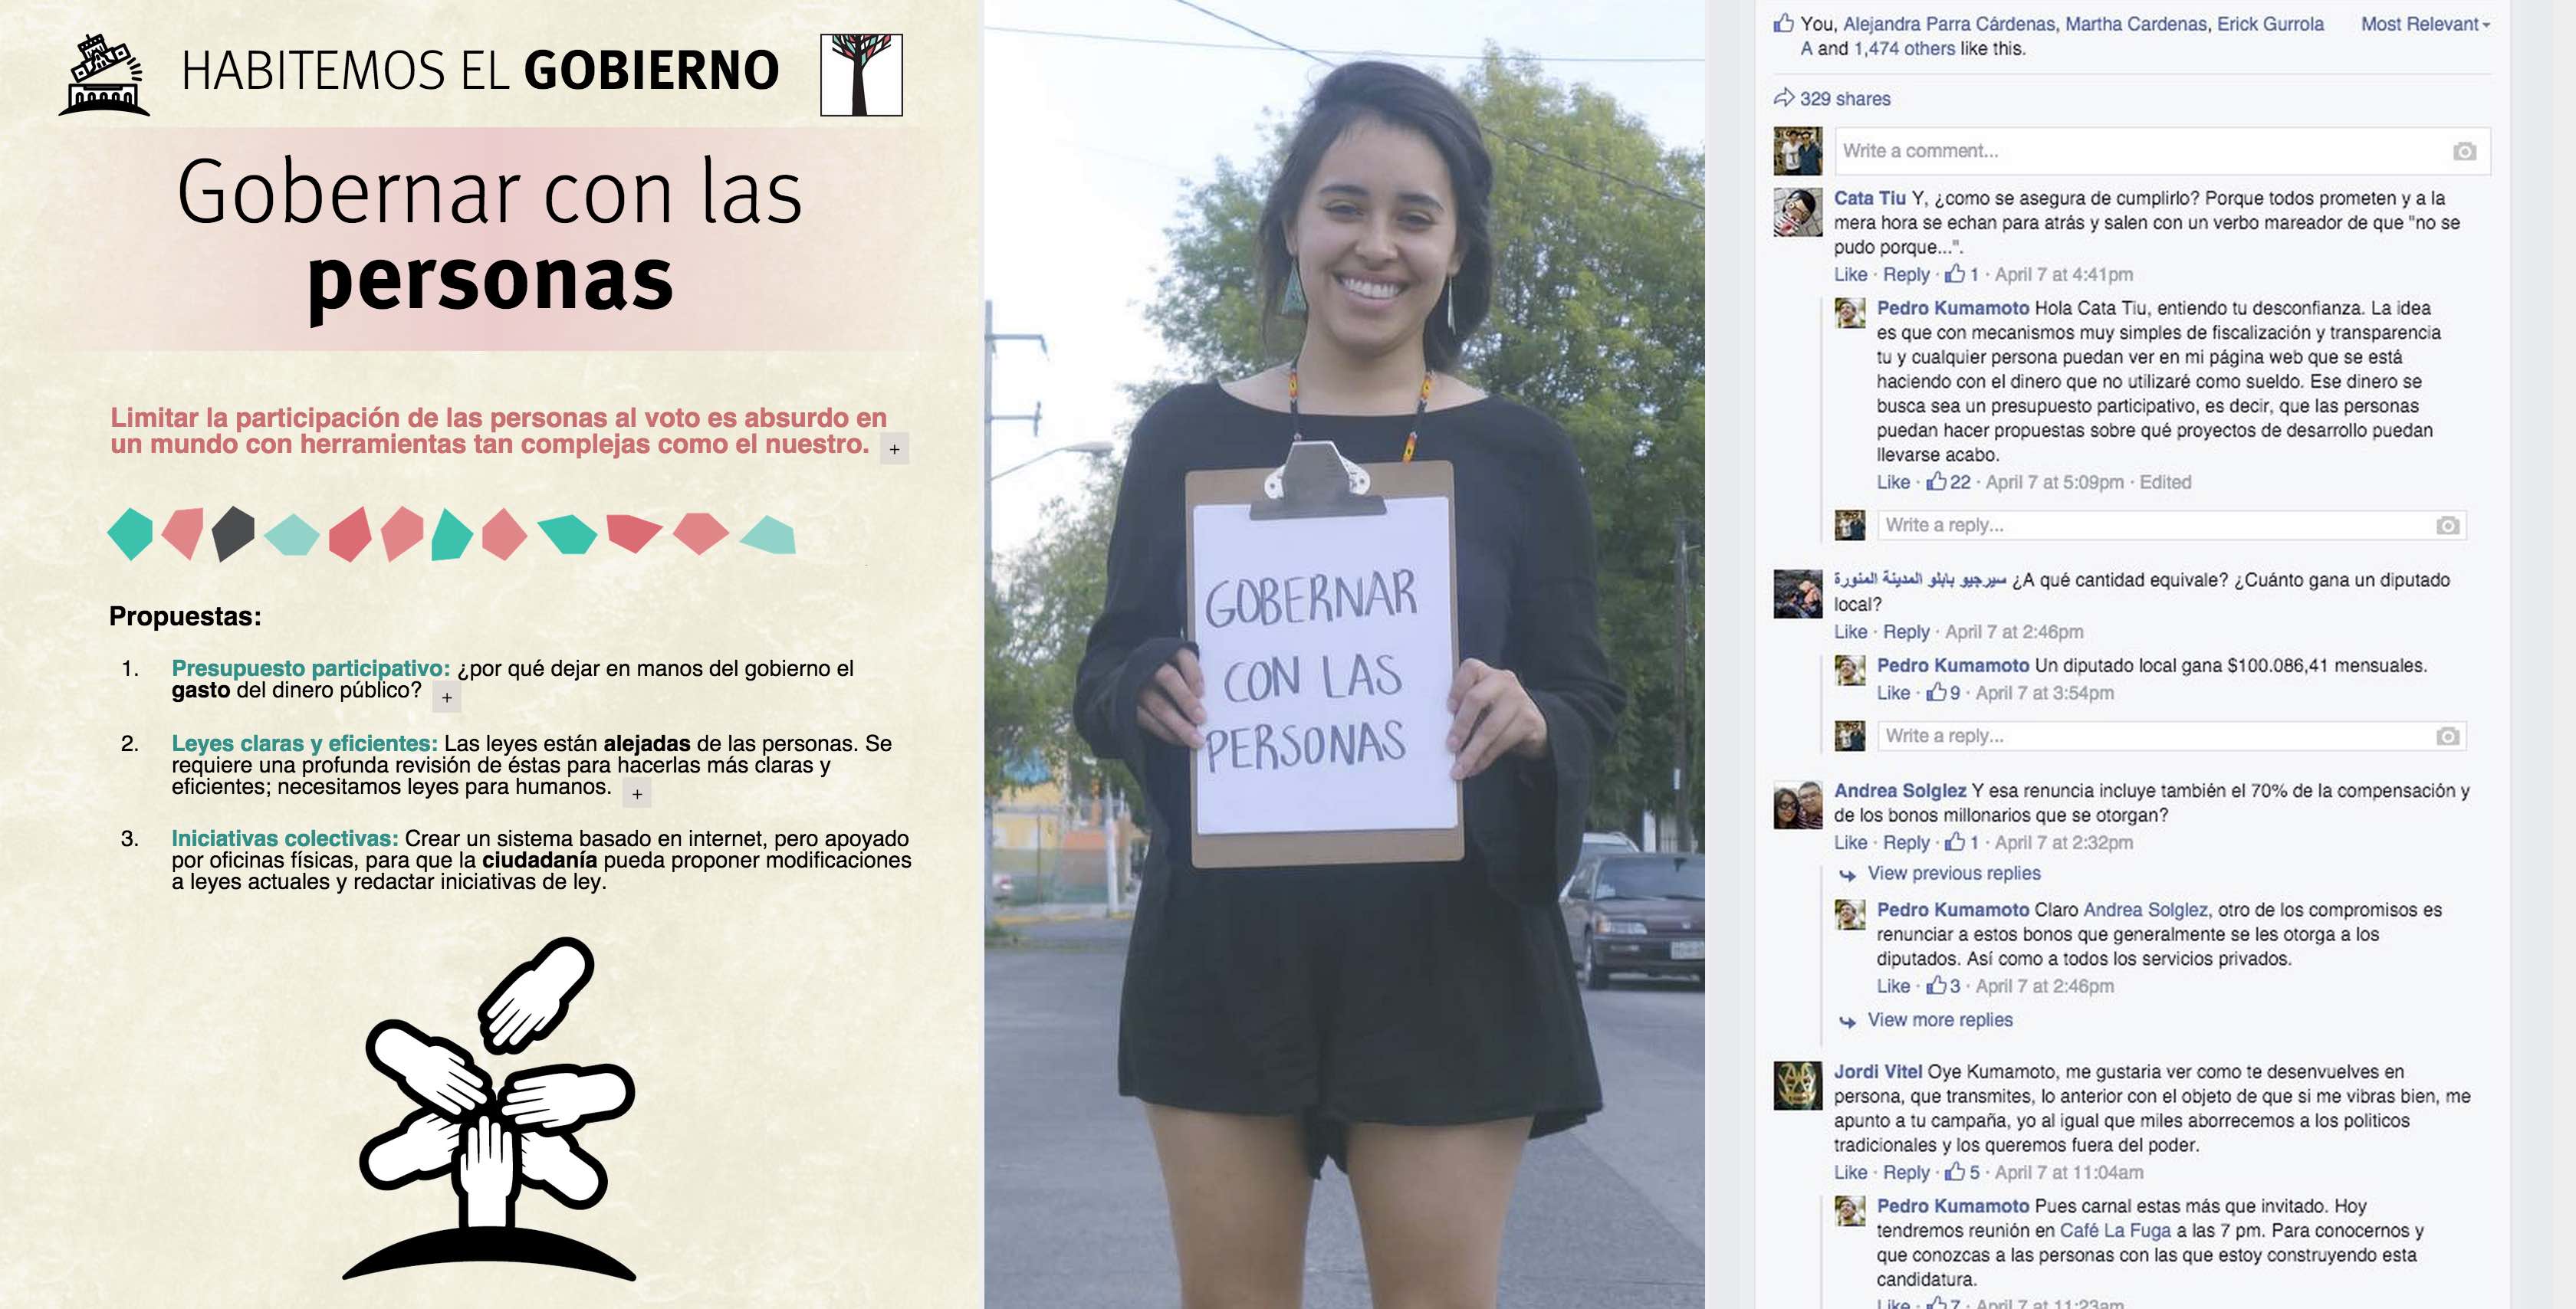 HABITEMOS EL GOBIERNO
Gobernar con las
personas
Limitar la participación de las personas al voto es absurdo en
un mundo con herramientas tan complejas como el nuestro. +
Propuestas:
1. Presupuesto participativo: ¿por qué dejar en manos del gobierno el
gasto del dinero público? +
2. Leyes claras y eficientes: Las leyes están alejadas de las personas. Se
requiere una profunda revisión de éstas para hacerlas más claras y
eficientes; necesitamos leyes para humanos. +
3. Iniciativas colectivas: Crear un sistema basado en internet, pero apoyado
por oficinas físicas, para que la ciudadanía pueda proponer modificaciones
a leyes actuales y redactar iniciativas de ley.
GOBERNAR
CON LAS
PERSONAS
You, Alejandra Parra Cárdenas, Martha Cardenas, Erick Gurrola
A and 1,474 others like this.
Most Relevant
329 shares
Write a comment...
Cata Tiu Y, ¿como se asegura de cumplirlo? Porque todos prometen y a la
mera hora se echan para atrás y salen con un verbo mareador de que "no se
pudo porque...".
Like · Reply · 1 · April 7 at 4:41pm
Pedro Kumamoto Hola Cata Tiu, entiendo tu desconfianza. La idea
es que con mecanismos muy simples de fiscalización y transparencia
tu y cualquier persona puedan ver en mi página web que se está
haciendo con el dinero que no utilizaré como sueldo. Ese dinero se
busca sea un presupuesto participativo, es decir, que las personas
puedan hacer propuestas sobre qué proyectos de desarrollo puedan
llevarse acabo.
Like · 22 · April 7 at 5:09pm · Edited
Write a reply...
سيرجيو بابلو المدينة المنورة ¿A qué cantidad equivale? ¿Cuánto gana un diputado
local?
Like · Reply · April 7 at 2:46pm
Pedro Kumamoto Un diputado local gana $100.086,41 mensuales.
Like · 9 · April 7 at 3:54pm
Write a reply...
Andrea Solglez Y esa renuncia incluye también el 70% de la compensación y
de los bonos millonarios que se otorgan?
Like · Reply · 1 · April 7 at 2:32pm
View previous replies
Pedro Kumamoto Claro Andrea Solglez, otro de los compromisos es
renunciar a estos bonos que generalmente se les otorga a los
diputados. Así como a todos los servicios privados.
Like · 3 · April 7 at 2:46pm
View more replies
Jordi Vitel Oye Kumamoto, me gustaria ver como te desenvuelves en
persona, que transmites, lo anterior con el objeto de que si me vibras bien, me
apunto a tu campaña, yo al igual que miles aborrecemos a los politicos
tradicionales y los queremos fuera del poder.
Like · Reply · 5 · April 7 at 11:04am
Pedro Kumamoto Pues carnal estas más que invitado. Hoy
tendremos reunión en Café La Fuga a las 7 pm. Para conocernos y
que conozcas a las personas con las que estoy construyendo esta
candidatura.
Like · 7 · April 7 at 11:23am